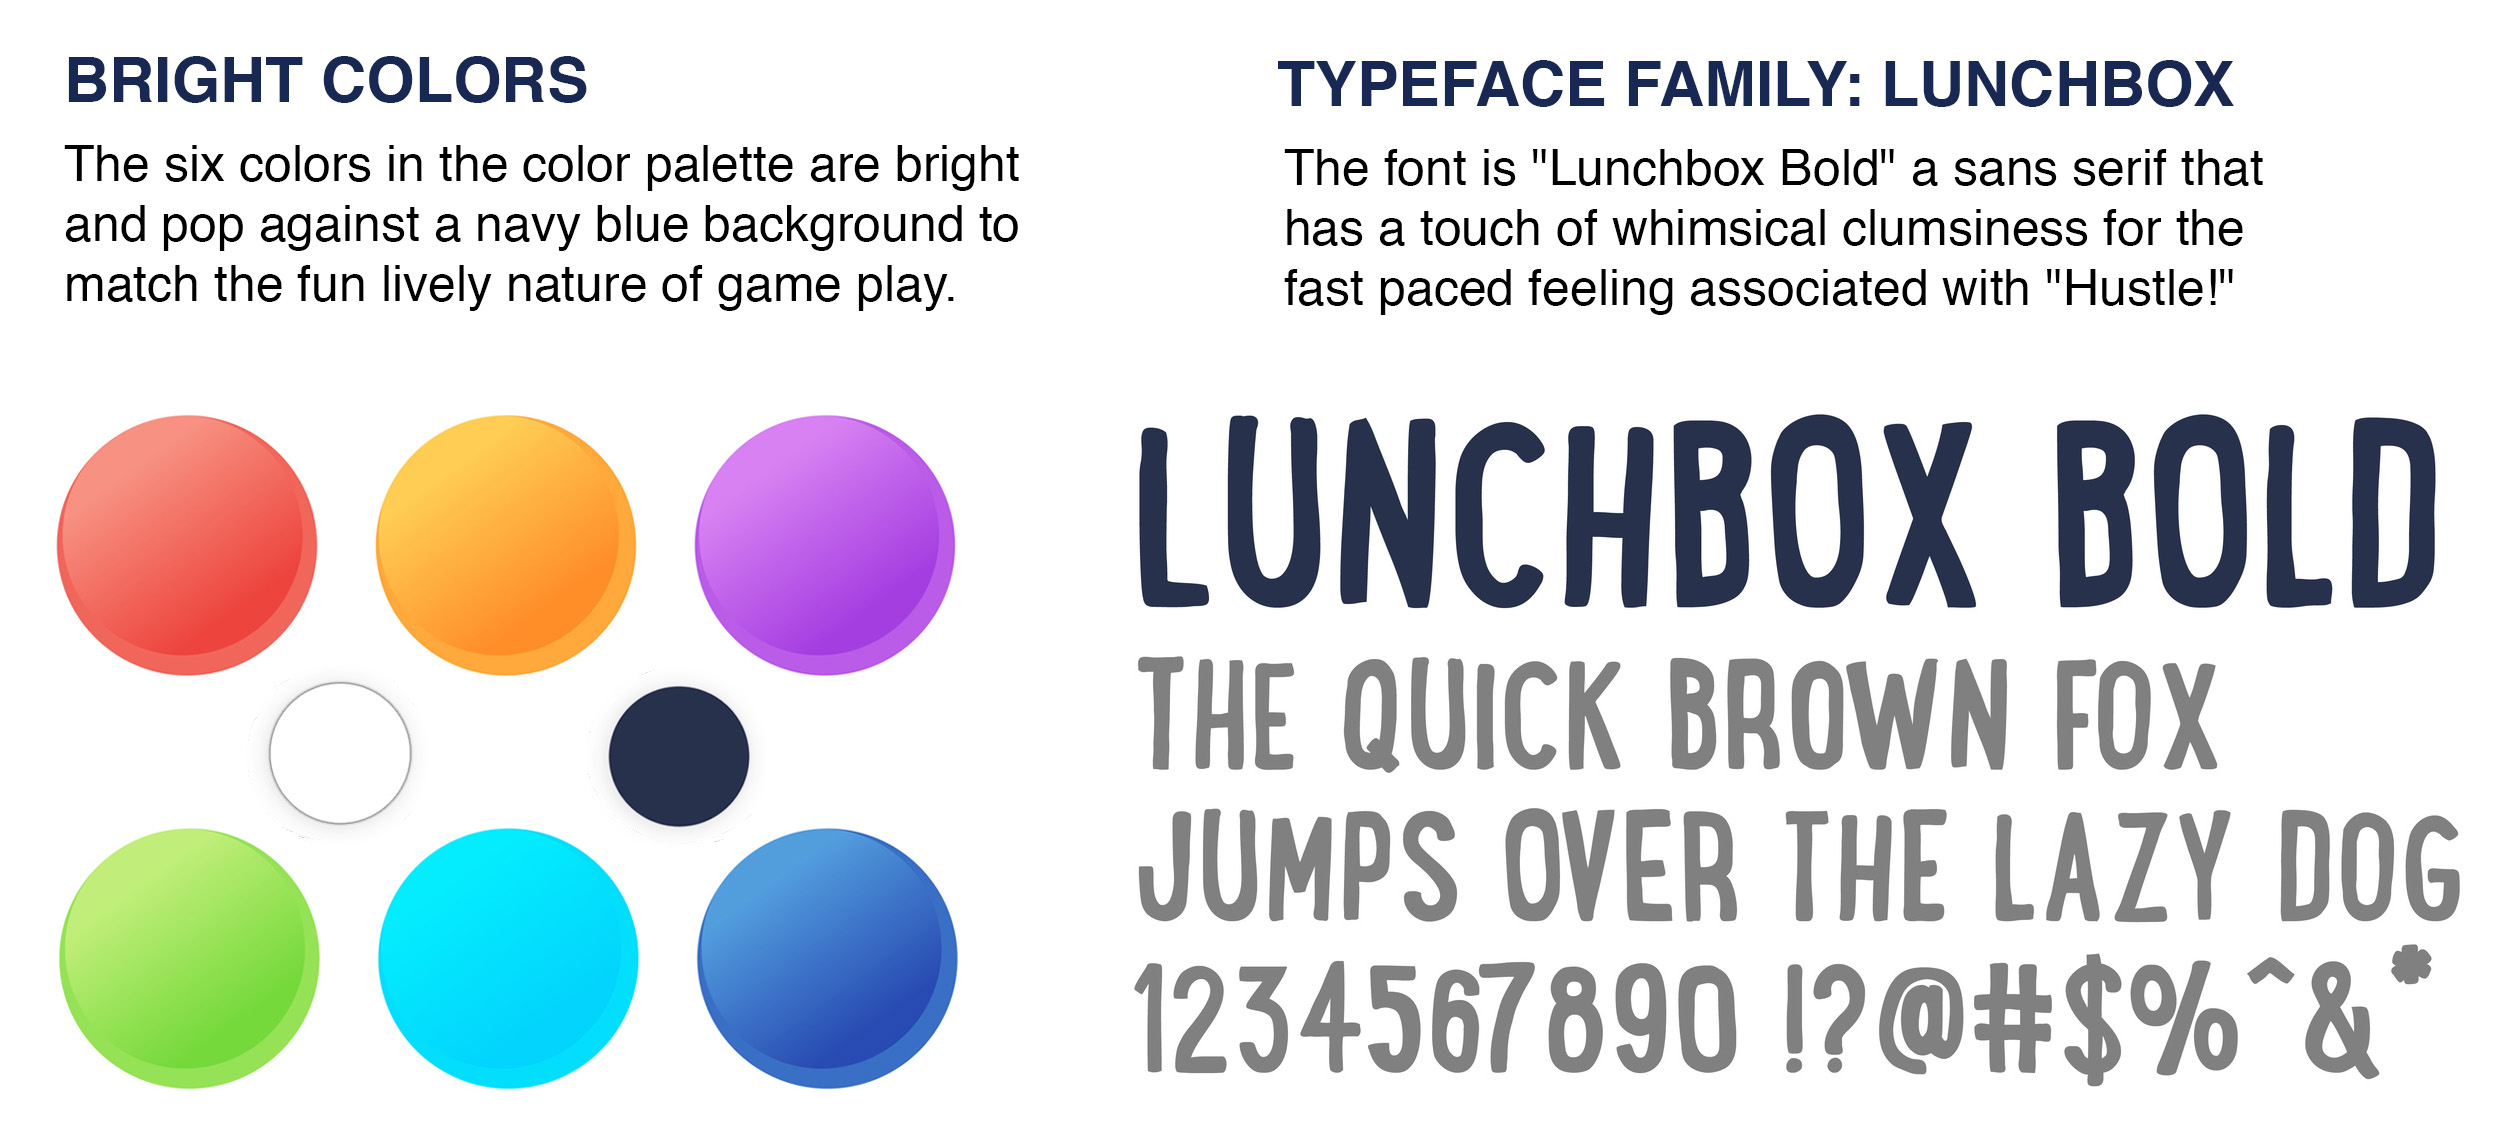 BRIGHT COLORS
The six colors in the color palette are bright
and pop against a navy blue background to
match the fun lively nature of game play.
TYPEFACE FAMILY: LUNCHBOX
The font is "Lunchbox Bold" a sans serif that
has a touch of whimsical clumsiness for the
fast paced feeling associated with "Hustle!"
LUNCHBOX BOLD
THE QUICK BROWN FOX
JUMPS OVER THE LAZY DOG
1234567890 !?@#$%^&*